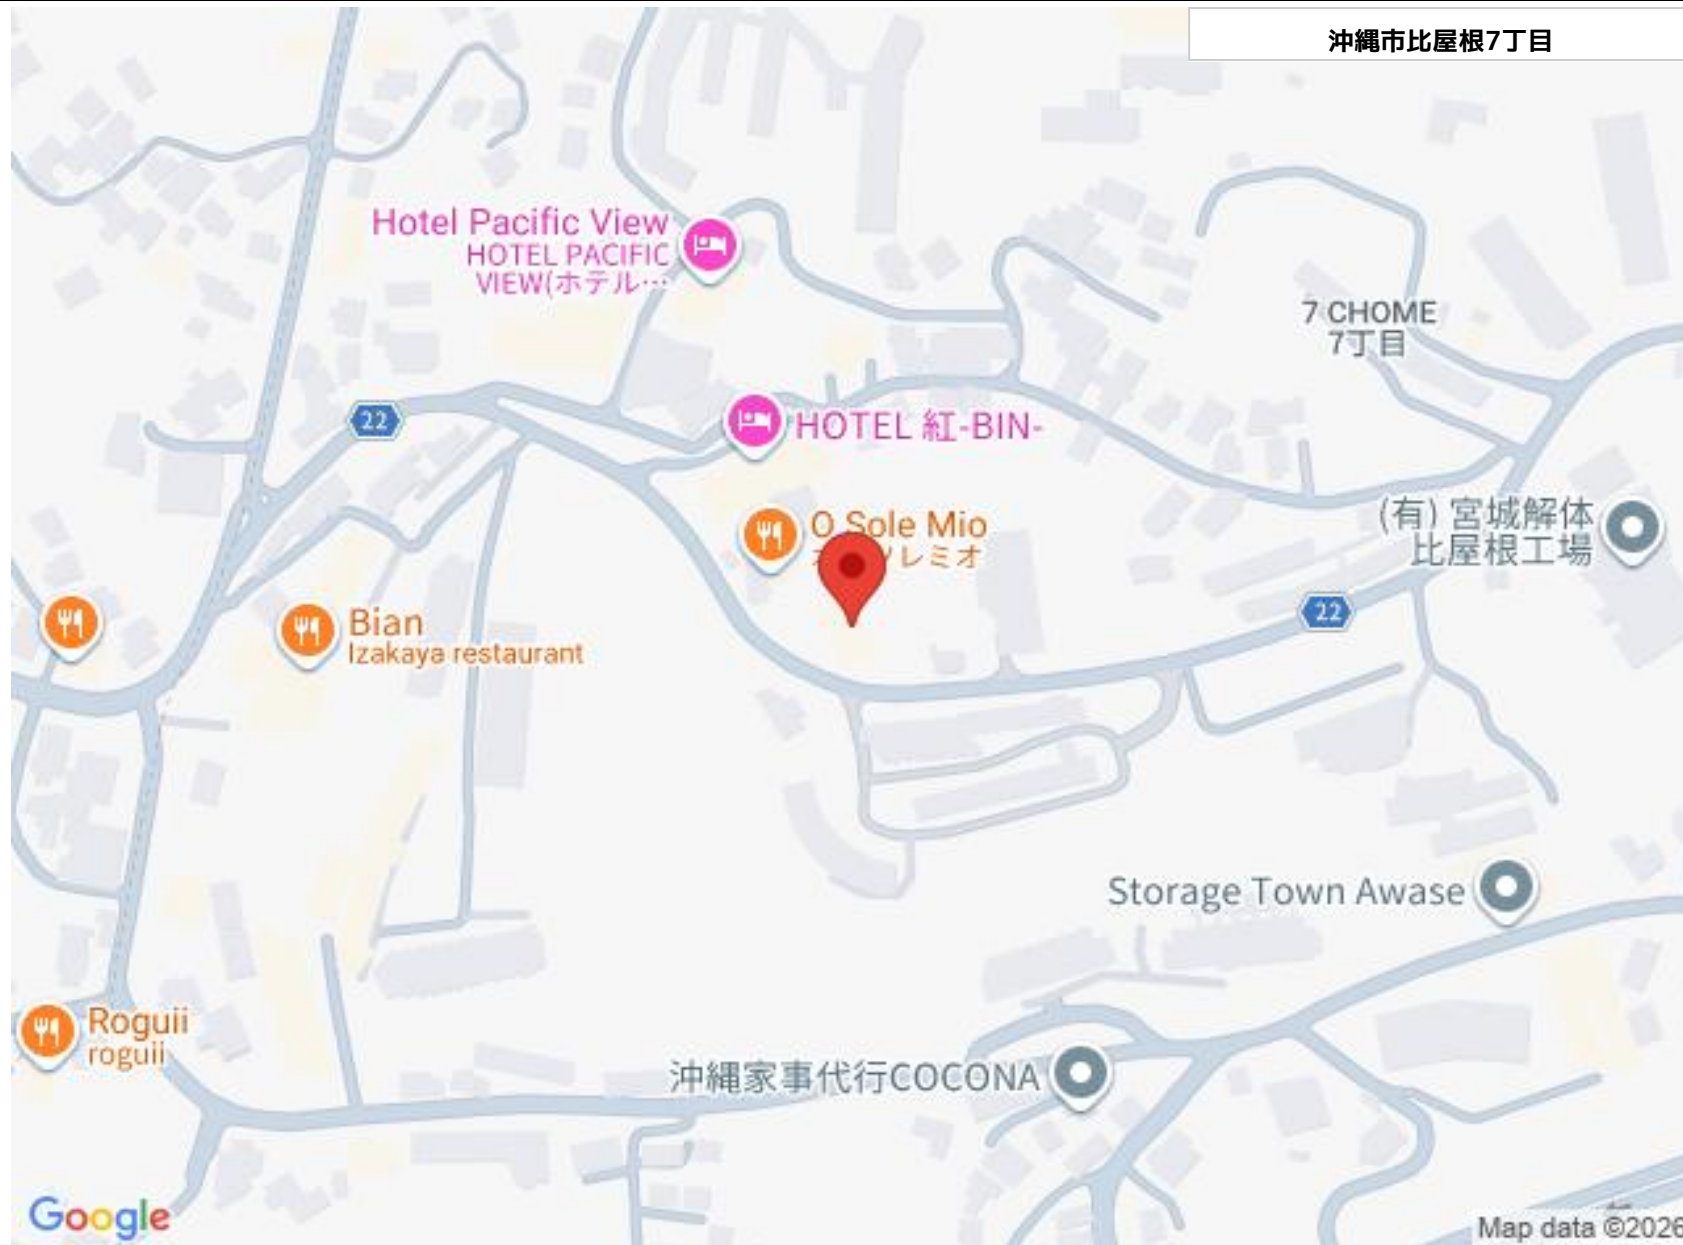 沖縄市比屋根7丁目
Hotel Pacific View
HOTEL PACIFIC
VIEW(ホテル…
7 CHOME
7丁目
22
HOTEL 紅-BIN-
O Sole Mio
ソレミオ
(有) 宮城解体
比屋根工場
22
Bian
Izakaya restaurant
Storage Town Awase
Roguii
roguii
沖縄家事代行COCONA
Google
Map data ©2026